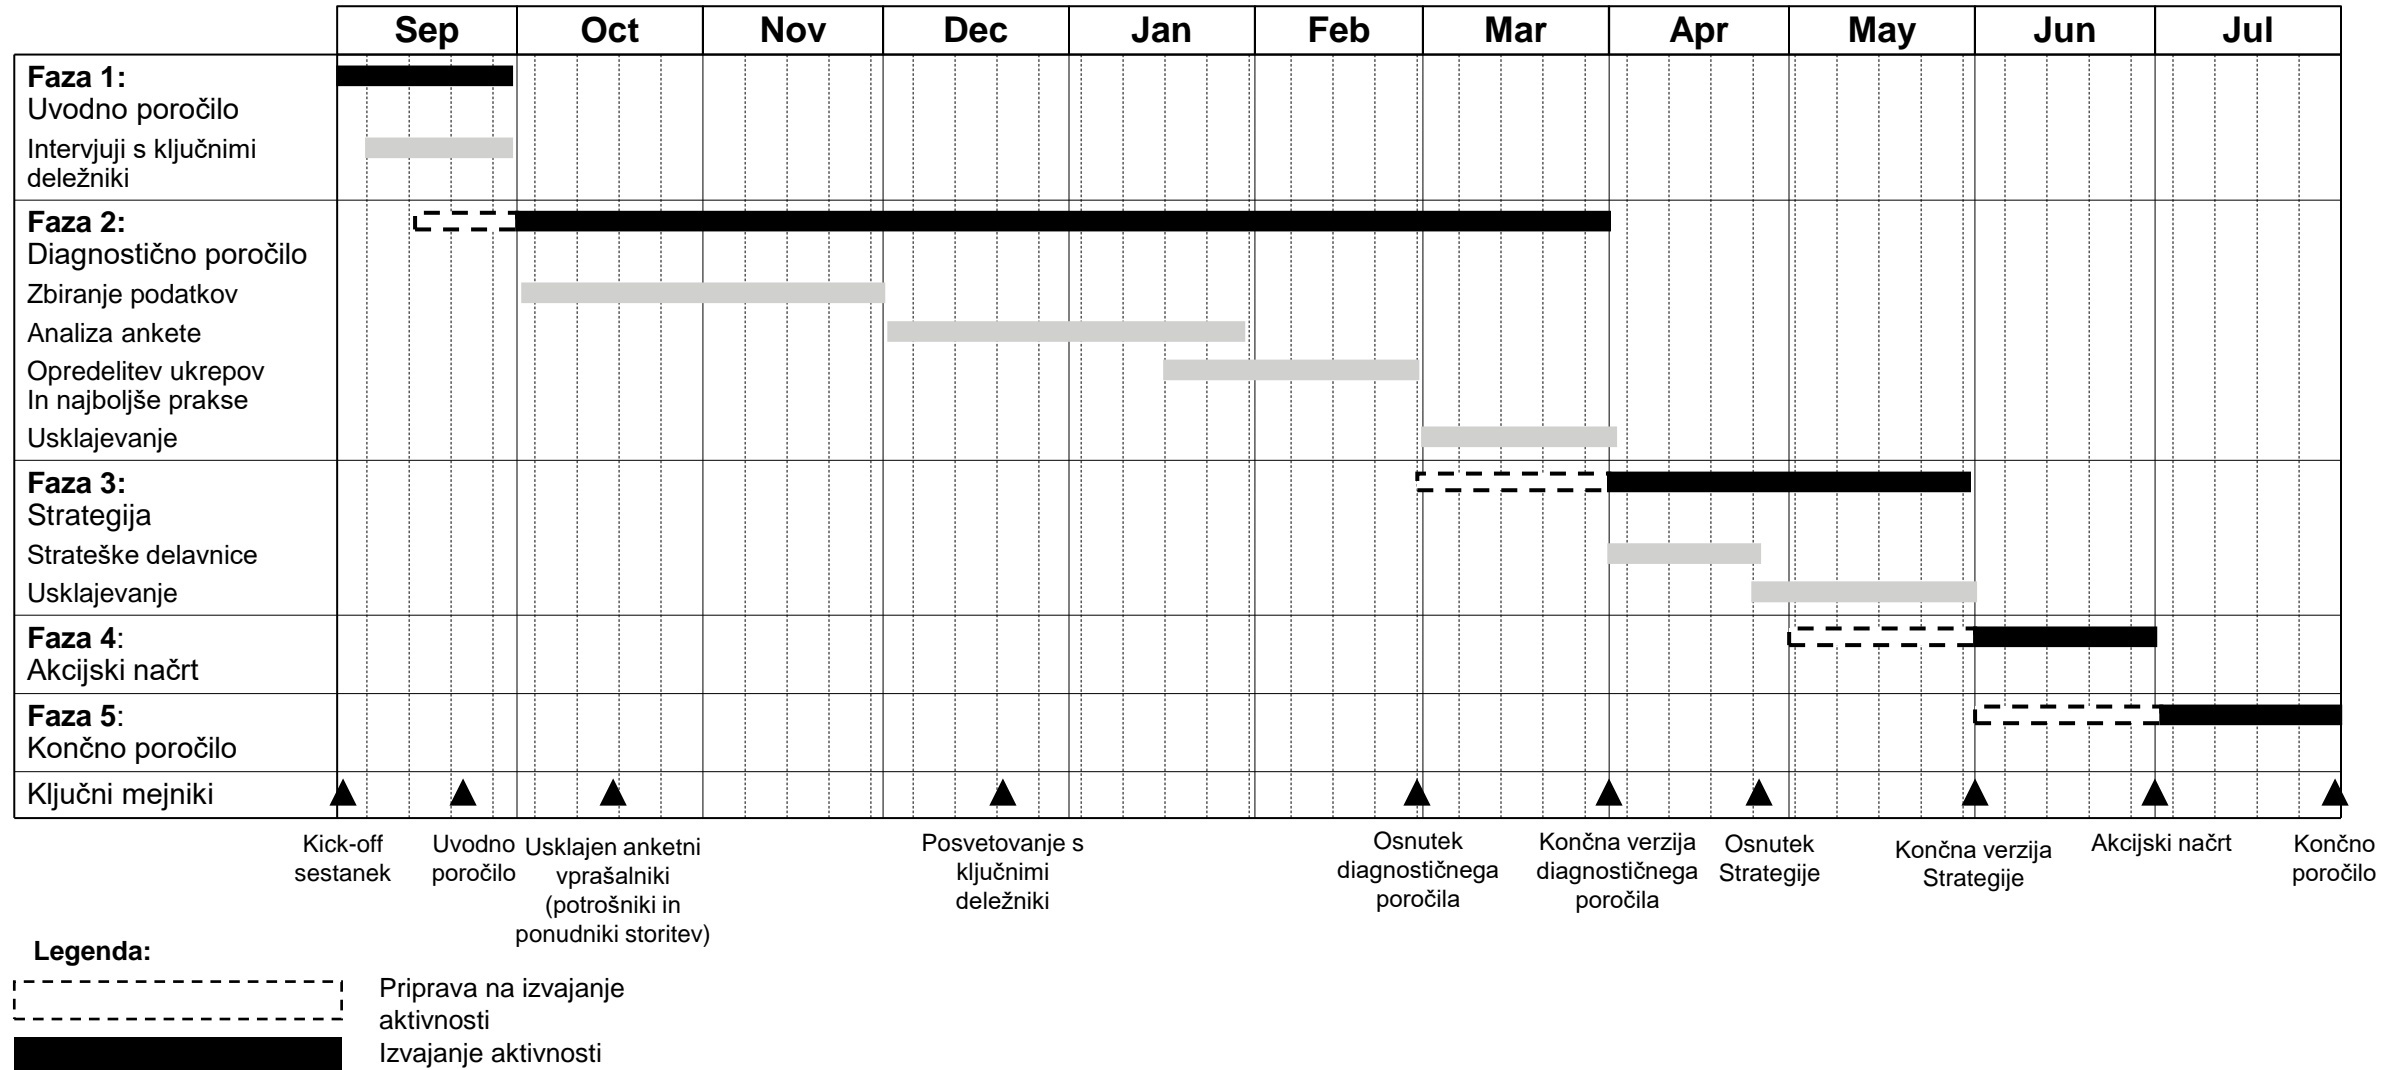 Sep Oct Nov Dec Jan Feb Mar Apr May Jun Jul
Faza 1:
Uvodno poročilo
Intervjuji s ključnimi
deležniki
Faza 2:
Diagnostično poročilo
Zbiranje podatkov
Analiza ankete
Opredelitev ukrepov
In najboljše prakse
Usklajevanje
Faza 3:
Strategija
Strateške delavnice
Usklajevanje
Faza 4:
Akcijski načrt
Faza 5:
Končno poročilo
Ključni mejniki
Kick-off
sestanek
Uvodno
poročilo
Usklajen anketni
vprašalniki
(potrošniki in
ponudniki storitev)
Posvetovanje s
ključnimi
deležniki
Osnutek
diagnostičnega
poročila
Končna verzija
diagnostičnega
poročila
Osnutek
Strategije
Končna verzija
Strategije
Akcijski načrt
Končno
poročilo
Legenda:
Priprava na izvajanje
aktivnosti
Izvajanje aktivnosti